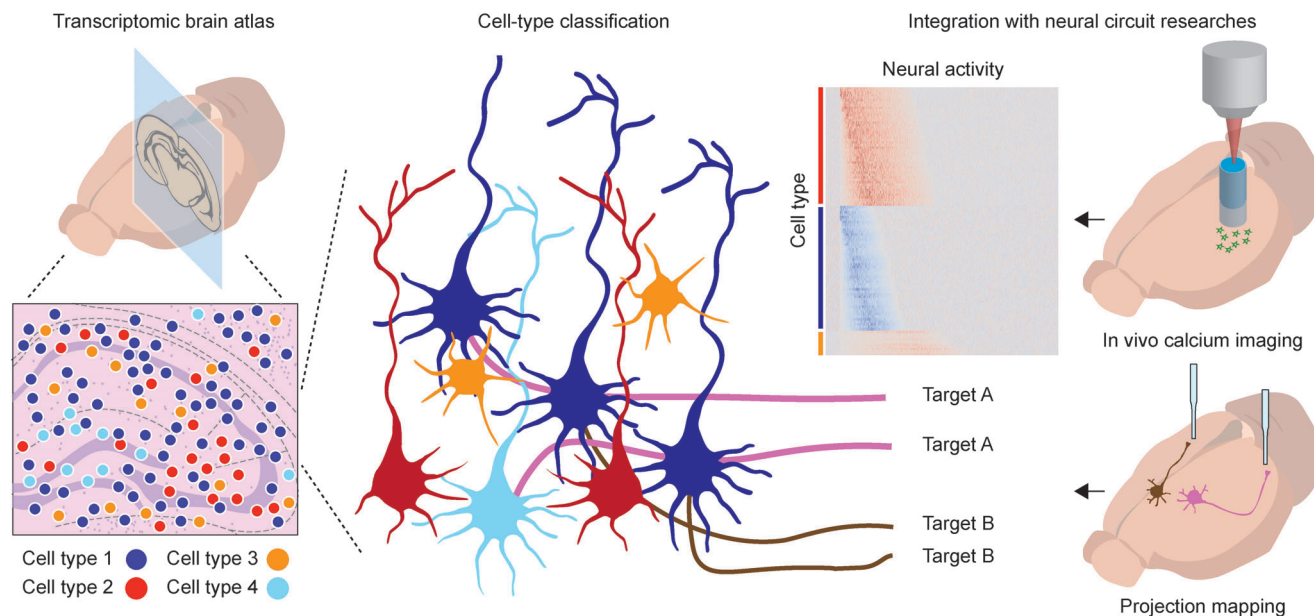 Transcriptomic brain atlas
Cell-type classification
Integration with neural circuit researches
Neural activity
Cell type
In vivo calcium imaging
Target A
Target A
Target B
Target B
Cell type 1
Cell type 3
Cell type 2
Cell type 4
Projection mapping